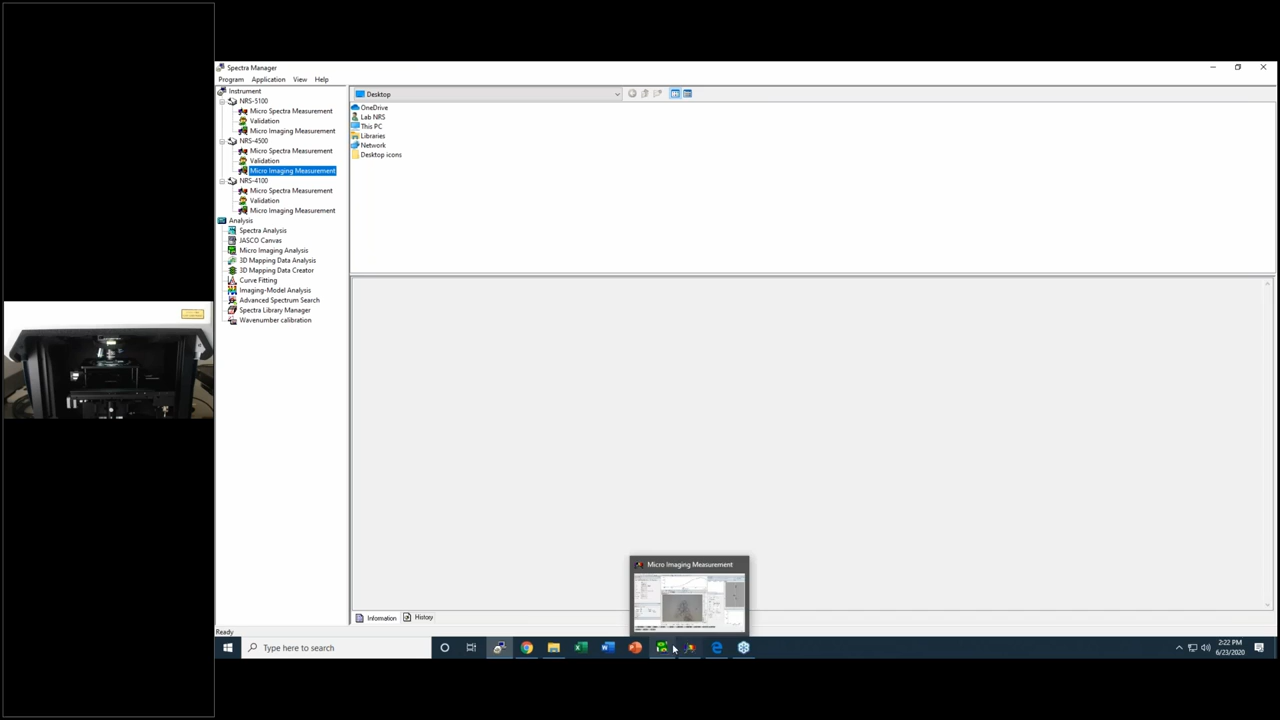 Spectra Manager
Program Application View Help
Instrument
NRS-5100
Micro Spectra Measurement
Validation
Micro Imaging Measurement
NRS-4500
Micro Spectra Measurement
Validation
Micro Imaging Measurement
NRS-4100
Micro Spectra Measurement
Validation
Micro Imaging Measurement
Analysis
Spectra Analysis
JASCO Canvas
Micro Imaging Analysis
3D Mapping Data Analysis
3D Mapping Data Creator
Curve Fitting
Imaging-Model Analysis
Advanced Spectrum Search
Spectra Library Manager
Wavenumber calibration
Desktop
OneDrive
Lab NRS
This PC
Libraries
Network
Desktop icons
Micro Imaging Measurement
Information History
Ready
Type here to search
2:22 PM
6/23/2020